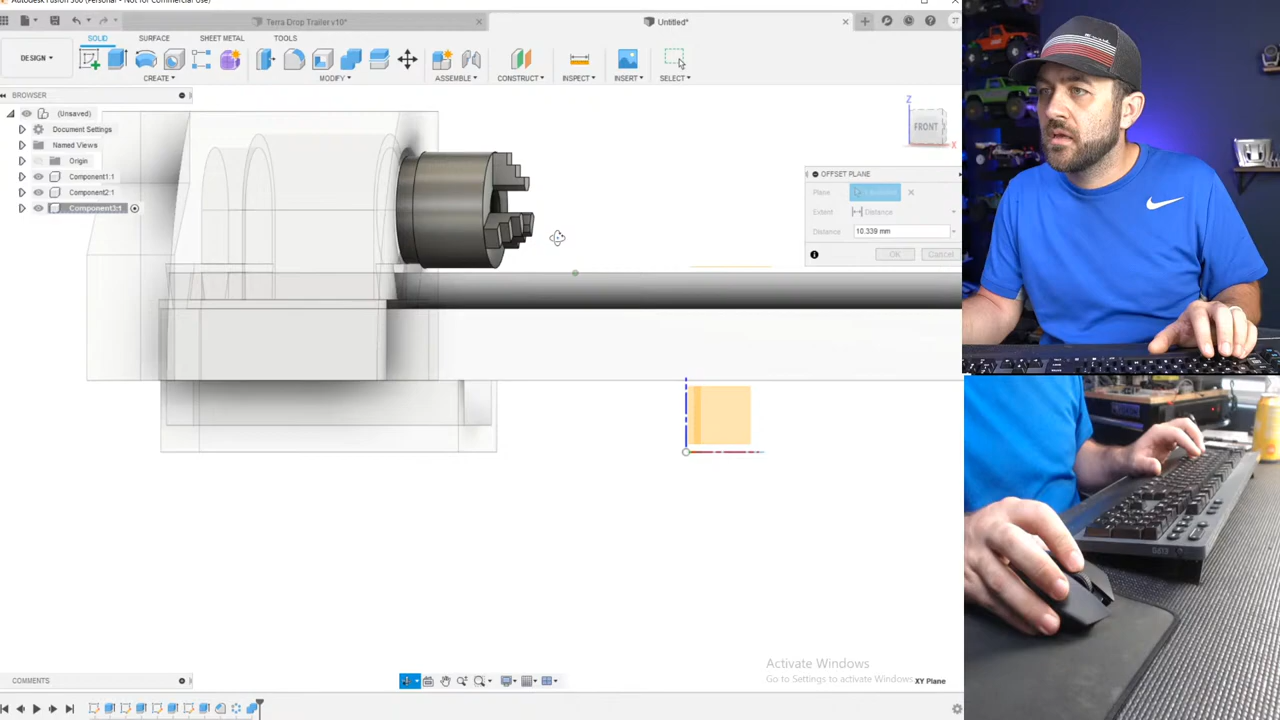 Autodesk Fusion 360 (Personal - Not for Commercial Use)
Terra Drop Trailer v10*
Untitled*
SOLID
SURFACE
SHEET METAL
TOOLS
DESIGN
CREATE
MODIFY
ASSEMBLE
CONSTRUCT
INSPECT
INSERT
SELECT
BROWSER
(Unsaved)
Document Settings
Named Views
Origin
Component1:1
Component2:1
Component3:1
Z
FRONT
X
OFFSET PLANE
Plane
Extent
Distance
Distance
10.339 mm
OK
Cancel
Activate Windows
Go to Settings to activate Windows
XY Plane
COMMENTS